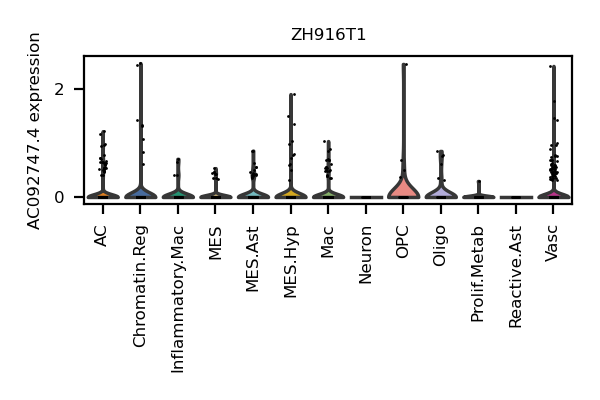 ZH916T1
AC092747.4 expression
2
0
AC
Chromatin.Reg
Inflammatory.Mac
MES
MES.Ast
MES.Hyp
Mac
Neuron
OPC
Oligo
Prolif.Metab
Reactive.Ast
Vasc